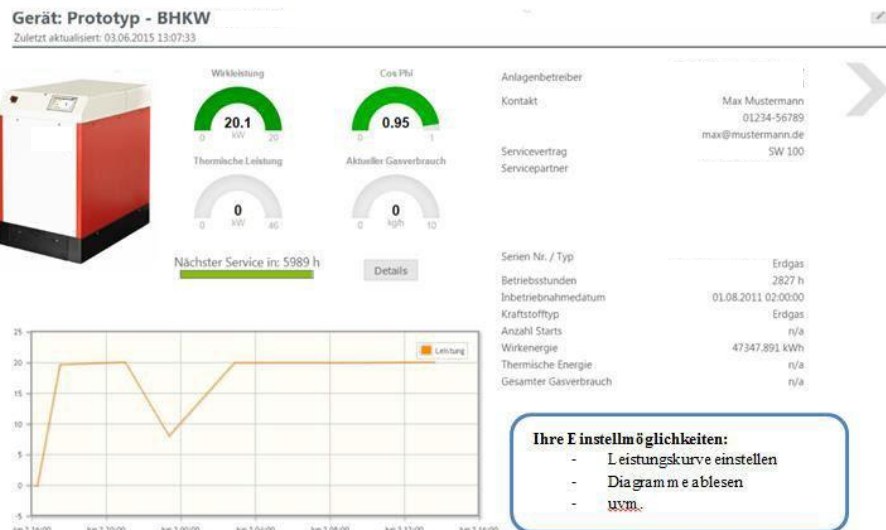 Gerät: Prototyp - BHKW
Zuletzt aktualisiert: 03.06.2015 13:07:33
Wirkleistung
20.1
kW
0 20
Cos Phi
0.95
0 1
Thermische Leistung
0
kW
0 46
Aktueller Gasverbrauch
0
kg/h
0 10
Nächster Service in: 5989 h
Details
Anlagenbetreiber
Kontakt Max Mustermann
01234-56789
max@mustermann.de
Servicevertrag SW 100
Servicepartner
Serien Nr. / Typ Erdgas
Betriebsstunden 2827 h
Inbetriebnahmedatum 01.08.2011 02:00:00
Kraftstofftyp Erdgas
Anzahl Starts n/a
Wirkenergie 47347.891 kWh
Thermische Energie n/a
Gesamter Gasverbrauch n/a
25
20
15
10
5
0
-5
Leistung
Ihre Einstellmöglichkeiten:
- Leistungskurve einstellen
- Diagramme ablesen
- uvm.